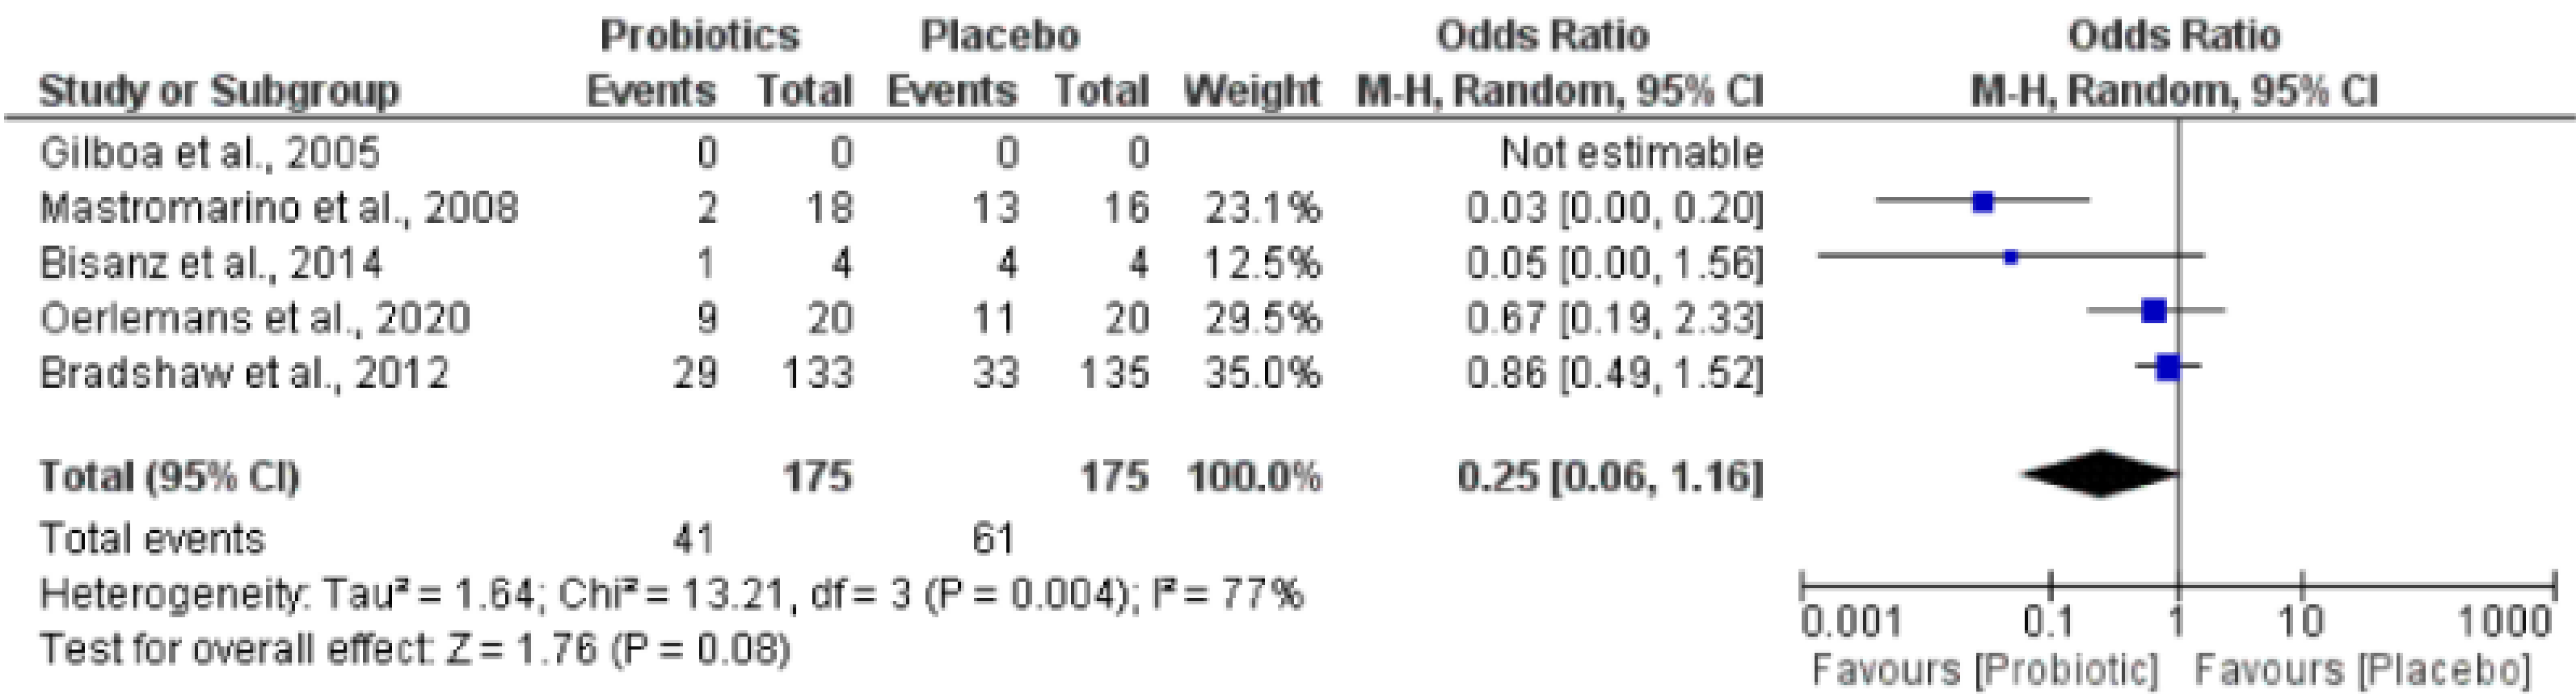 Probiotics Placebo Odds Ratio Odds Ratio
Study or Subgroup Events Total Events Total Weight M-H, Random, 95% CI M-H, Random, 95% CI
Gilboa et al., 2005 0 0 0 0 Not estimable
Mastromarino et al., 2008 2 18 13 16 23.1% 0.03 [0.00, 0.20]
Bisanz et al., 2014 1 4 4 4 12.5% 0.05 [0.00, 1.56]
Oerlemans et al., 2020 9 20 11 20 29.5% 0.67 [0.19, 2.33]
Bradshaw et al., 2012 29 133 33 135 35.0% 0.86 [0.49, 1.52]
Total (95% CI) 175 175 100.0% 0.25 [0.06, 1.16]
Total events 41 61
Heterogeneity: Tau² = 1.64; Chi² = 13.21, df = 3 (P = 0.004); I² = 77%
Test for overall effect: Z = 1.76 (P = 0.08)
0.001 0.1 1 10 1000
Favours [Probiotic] Favours [Placebo]